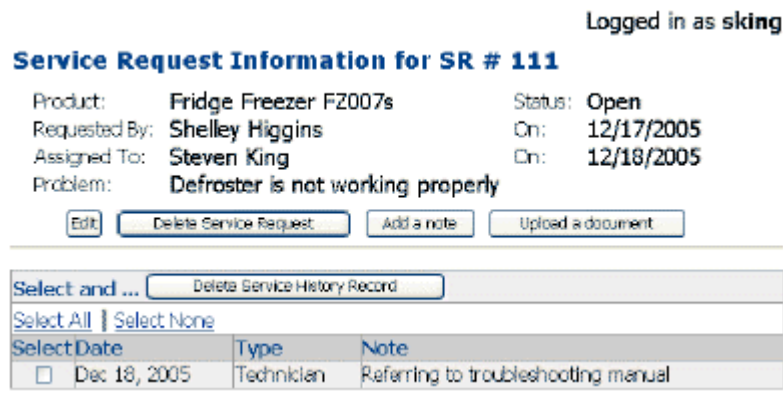 Logged in as sking
Service Request Information for SR # 111
Product: Fridge Freezer FZ007s Status: Open
Requested By: Shelley Higgins On: 12/17/2005
Assigned To: Steven King On: 12/18/2005
Problem: Defroster is not working properly
Edit Delete Service Request Add a note Upload a document
Select and ... Delete Service History Record
Select All | Select None
Select Date Type Note
Dec 18, 2005 Technician Referring to troubleshooting manual